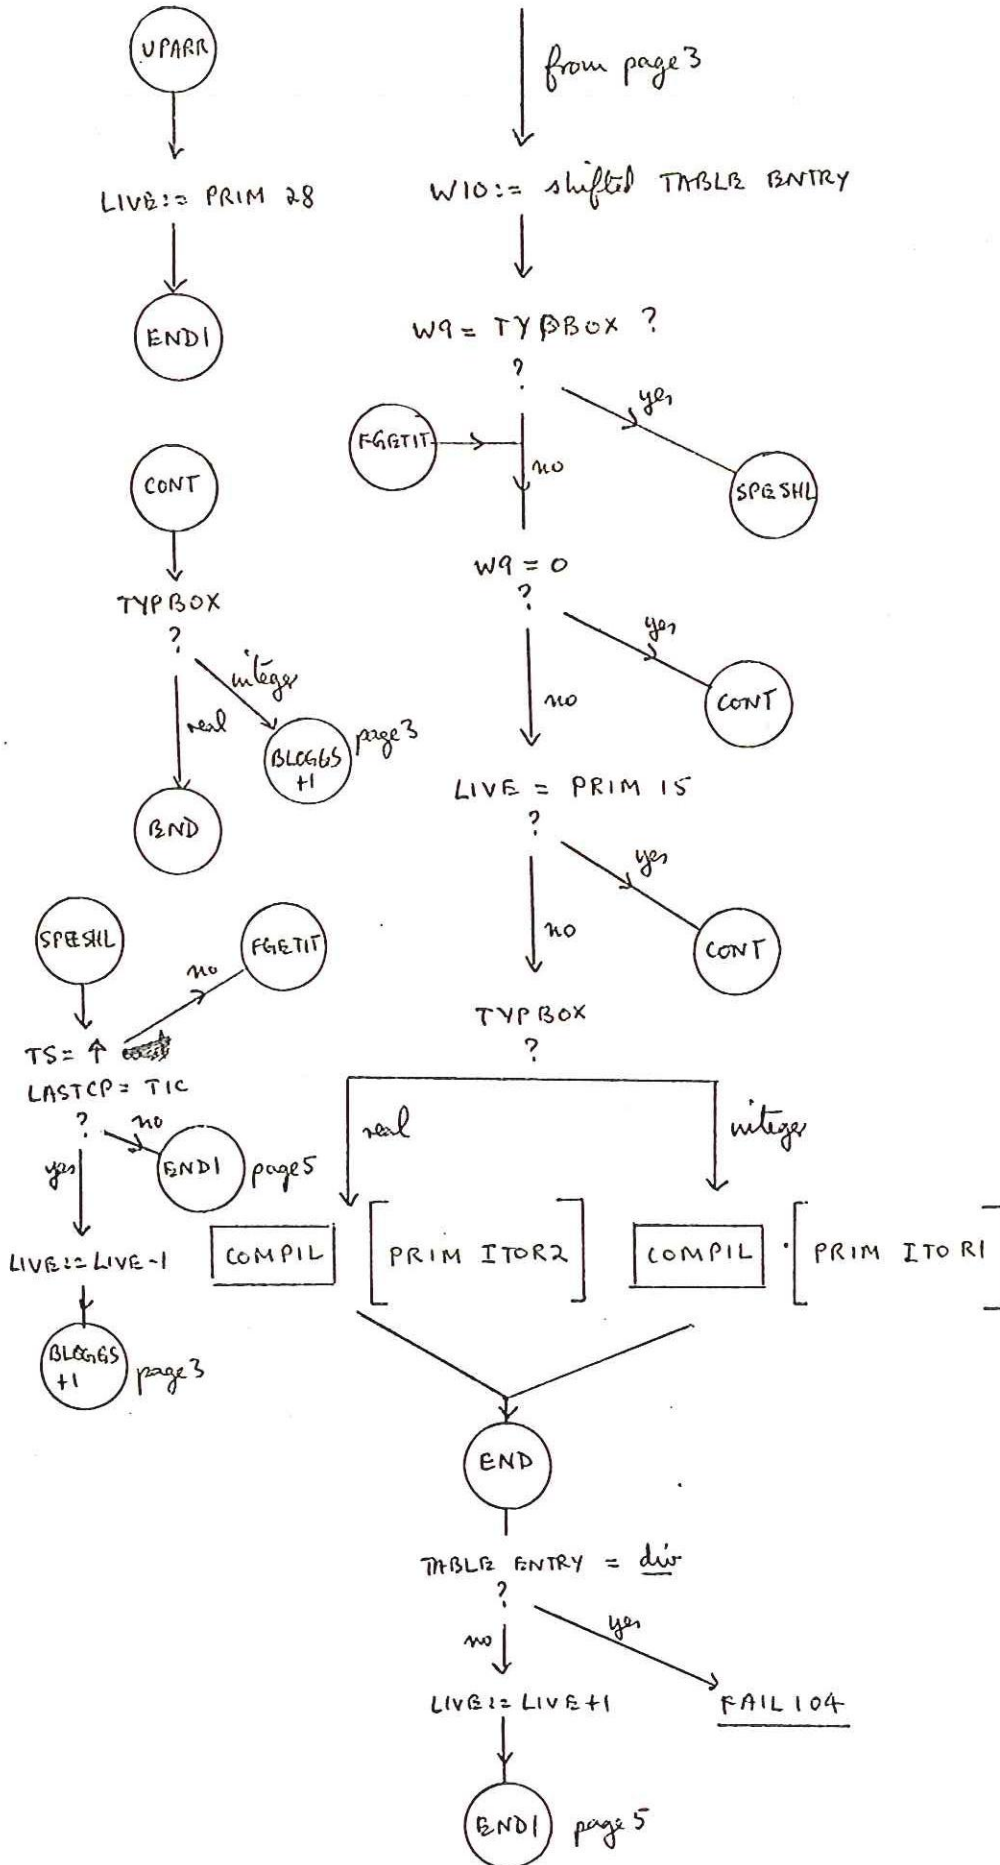 UPARR
LIVE:= PRIM 28
END1
CONT
TYPBOX
?
integer
real
BLOGGS
+1
page 3
END
SPESHL
FGETIT
no
TS= ↑
LASTCP = TIC
?
no
yes
END1
page 5
LIVE:= LIVE-1
BLOGGS
+1
page 3
from page 3
W10:= shifted TABLE ENTRY
W9 = TYPBOX ?
?
yes
FGETIT
no
SPESHL
W9 = 0
?
yes
no
CONT
LIVE = PRIM 15
?
yes
no
CONT
TYPBOX
?
real
integer
COMPIL
PRIM ITOR2
COMPIL
PRIM ITOR1
END
TABLE ENTRY = div
?
yes
no
LIVE:= LIVE+1
FAIL 104
END1
page 5